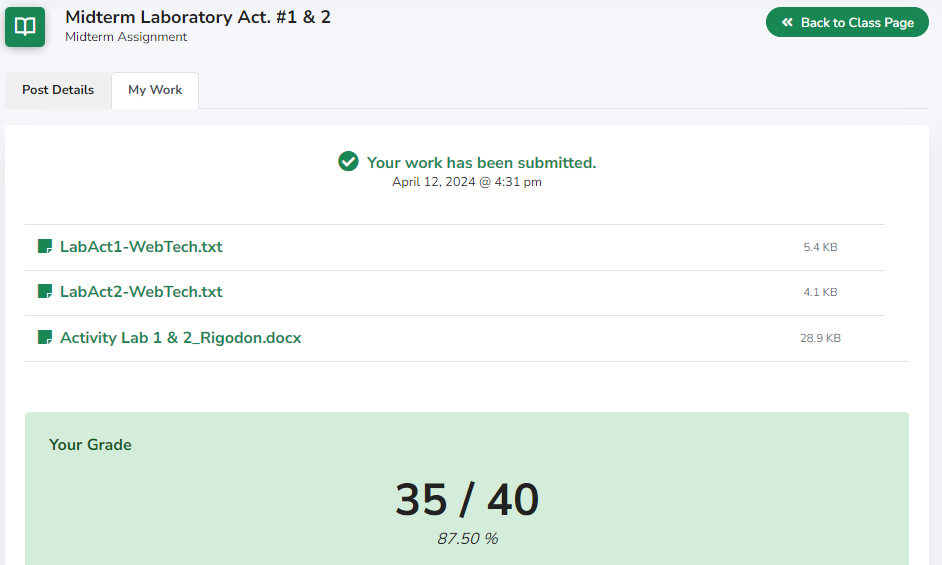 Midterm Laboratory Act. #1 & 2
Midterm Assignment
Back to Class Page
Post Details
My Work
Your work has been submitted.
April 12, 2024 @ 4:31 pm
LabAct1-WebTech.txt 5.4 KB
LabAct2-WebTech.txt 4.1 KB
Activity Lab 1 & 2_Rigodon.docx 28.9 KB
Your Grade
35 / 40
87.50 %